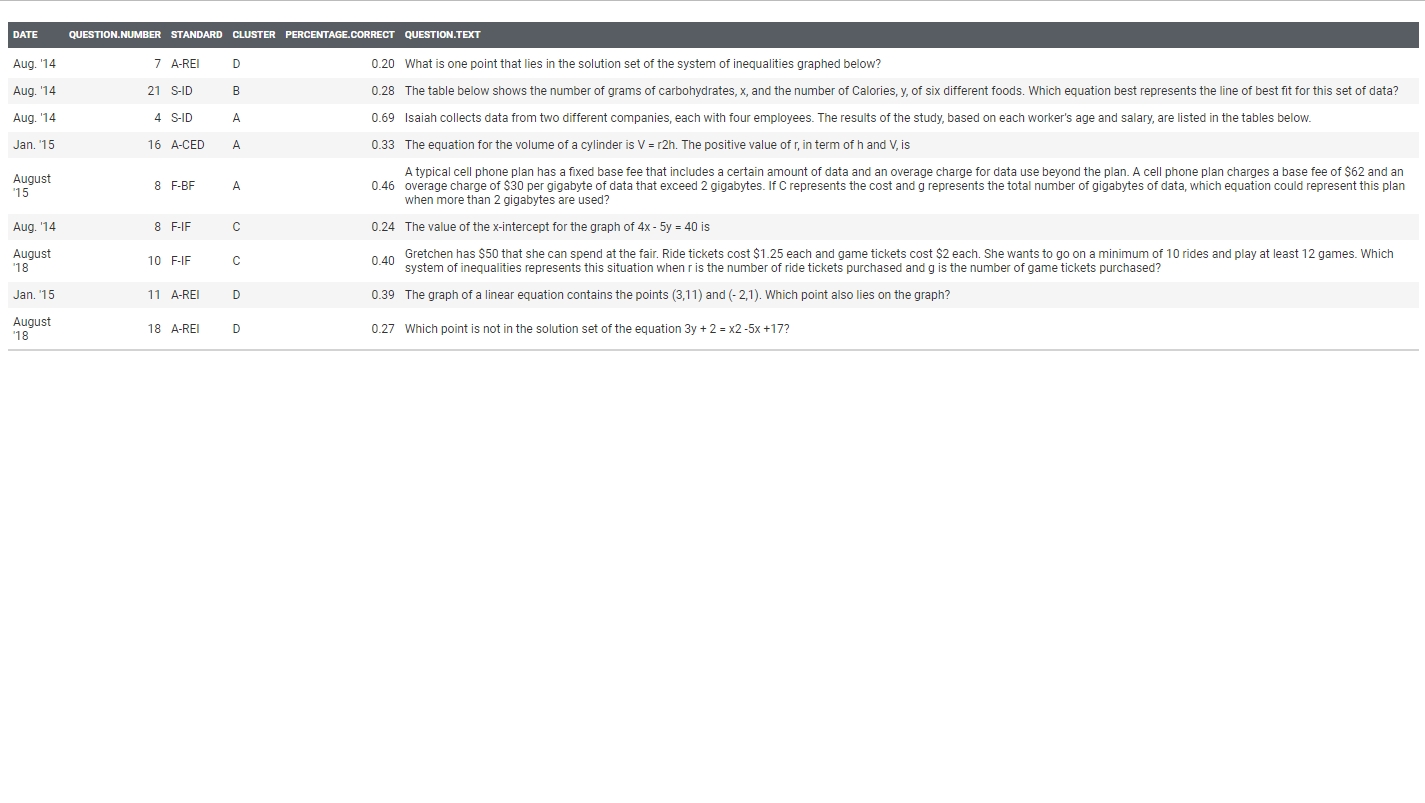 DATE QUESTION.NUMBER STANDARD CLUSTER PERCENTAGE.CORRECT QUESTION.TEXT
Aug. '14 7 A-REI D 0.20 What is one point that lies in the solution set of the system of inequalities graphed below?
Aug. '14 21 S-ID B 0.28 The table below shows the number of grams of carbohydrates, x, and the number of Calories, y, of six different foods. Which equation best represents the line of best fit for this set of data?
Aug. '14 4 S-ID A 0.69 Isaiah collects data from two different companies, each with four employees. The results of the study, based on each worker's age and salary, are listed in the tables below.
Jan. '15 16 A-CED A 0.33 The equation for the volume of a cylinder is V = r2h. The positive value of r, in term of h and V, is
August
'15 8 F-BF A 0.46 A typical cell phone plan has a fixed base fee that includes a certain amount of data and an overage charge for data use beyond the plan. A cell phone plan charges a base fee of $62 and an
overage charge of $30 per gigabyte of data that exceed 2 gigabytes. If C represents the cost and g represents the total number of gigabytes of data, which equation could represent this plan
when more than 2 gigabytes are used?
Aug. '14 8 F-IF C 0.24 The value of the x-intercept for the graph of 4x - 5y = 40 is
August
'18 10 F-IF C 0.40 Gretchen has $50 that she can spend at the fair. Ride tickets cost $1.25 each and game tickets cost $2 each. She wants to go on a minimum of 10 rides and play at least 12 games. Which
system of inequalities represents this situation when r is the number of ride tickets purchased and g is the number of game tickets purchased?
Jan. '15 11 A-REI D 0.39 The graph of a linear equation contains the points (3,11) and (- 2,1). Which point also lies on the graph?
August
'18 18 A-REI D 0.27 Which point is not in the solution set of the equation 3y + 2 = x2 -5x +17?